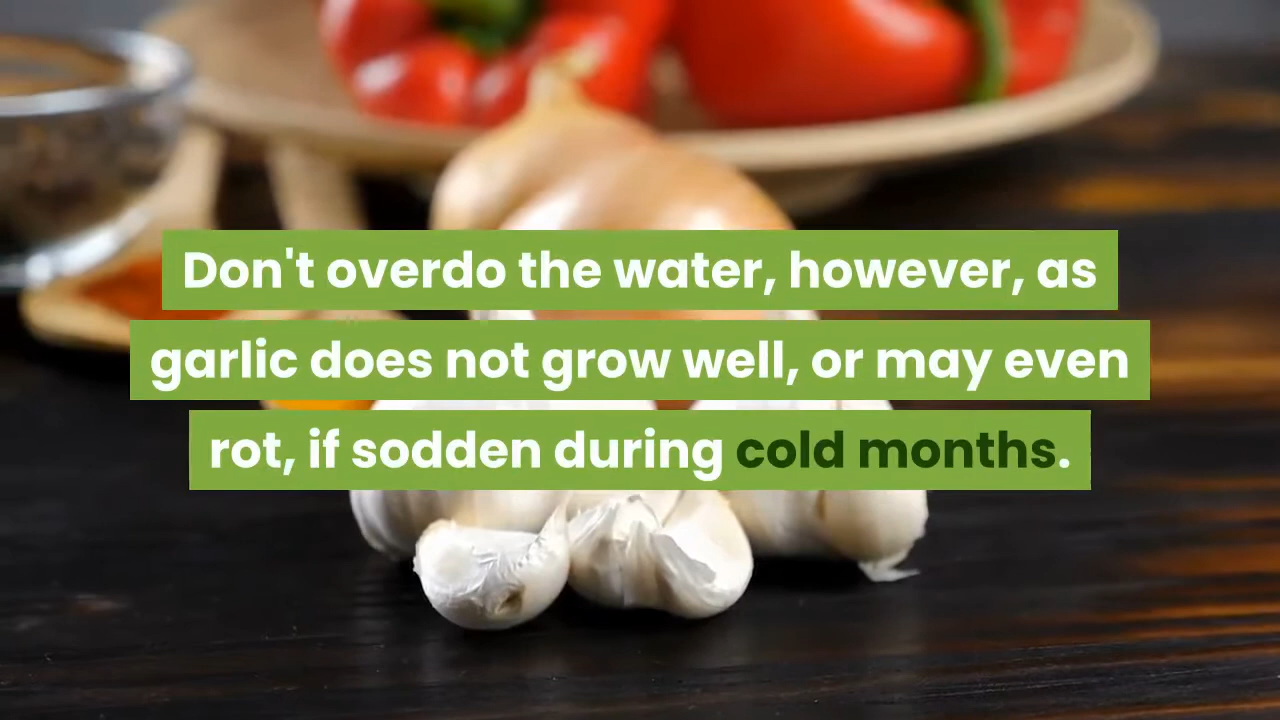 Don't overdo the water, however, as
garlic does not grow well, or may even
rot, if sodden during cold months.